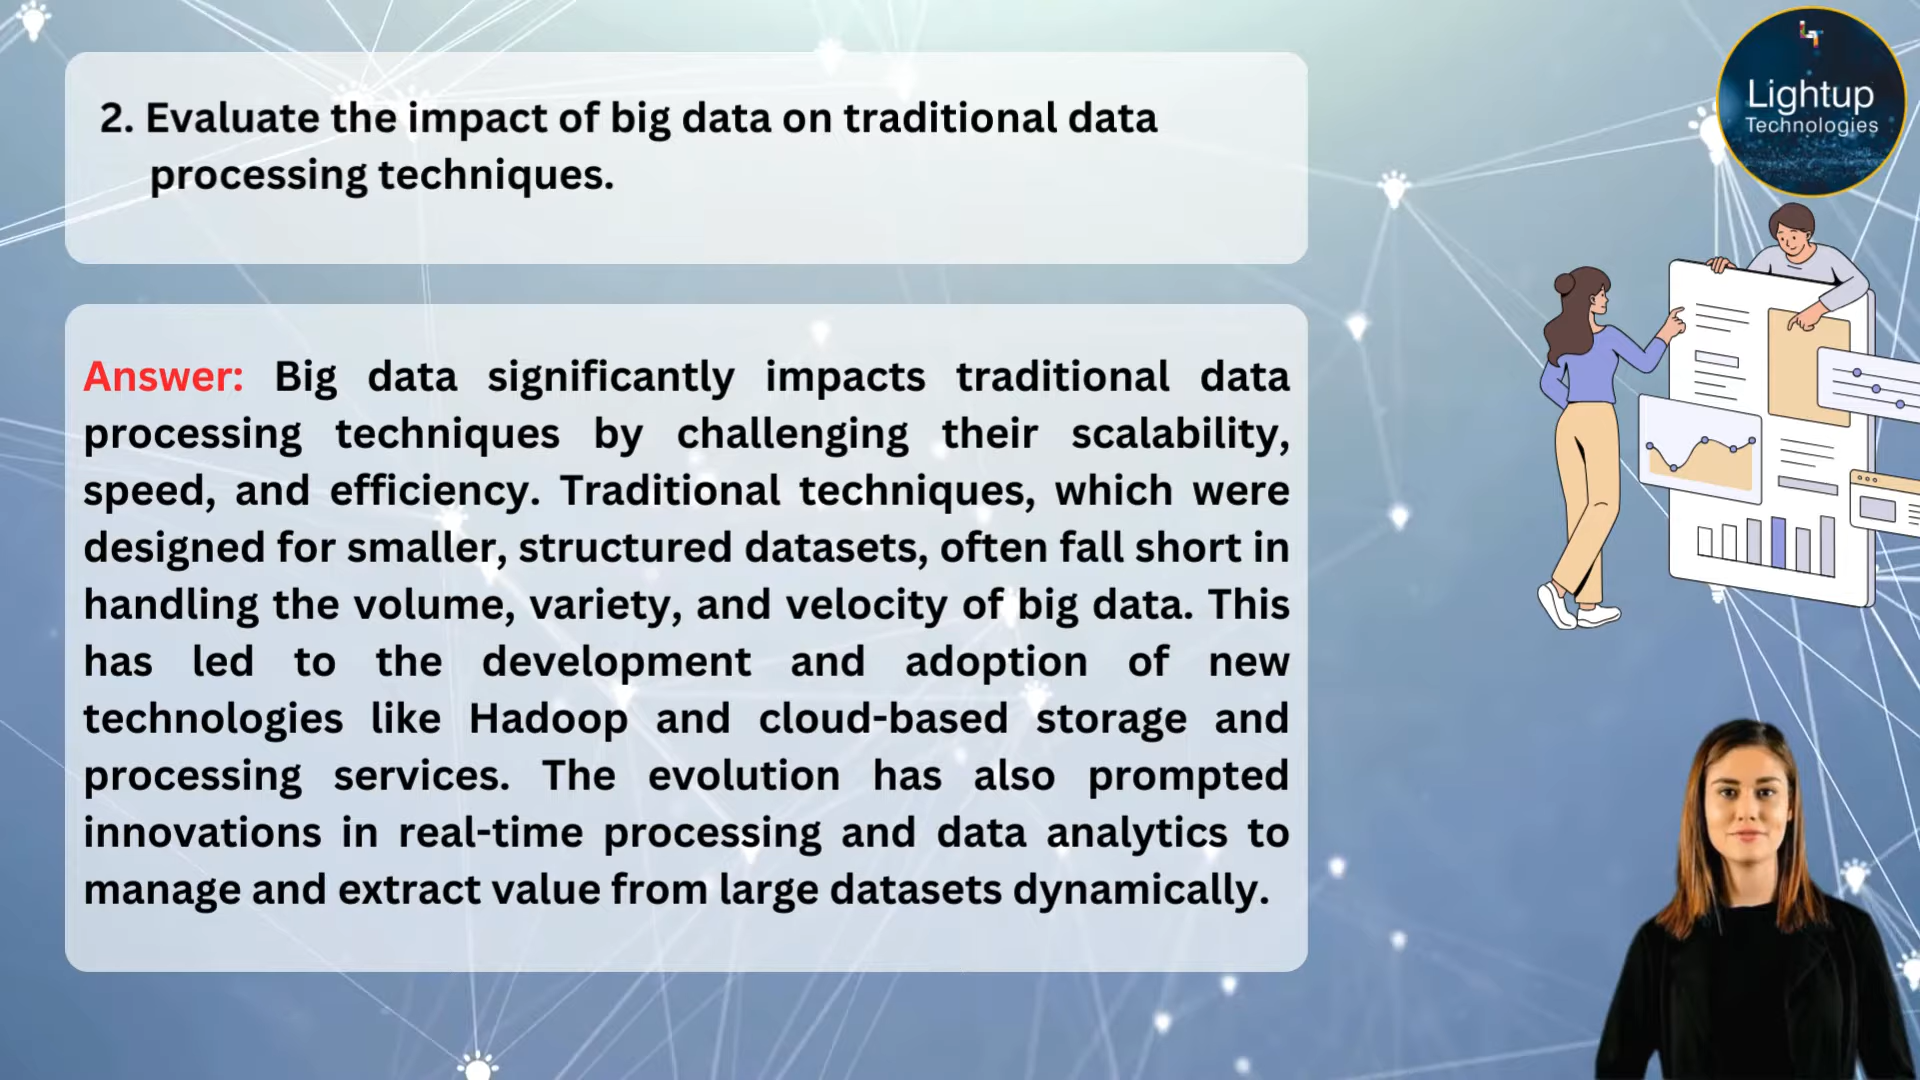 2. Evaluate the impact of big data on traditional data
processing techniques.
Answer: Big data significantly impacts traditional data
processing techniques by challenging their scalability,
speed, and efficiency. Traditional techniques, which were
designed for smaller, structured datasets, often fall short in
handling the volume, variety, and velocity of big data. This
has led to the development and adoption of new
technologies like Hadoop and cloud-based storage and
processing services. The evolution has also prompted
innovations in real-time processing and data analytics to
manage and extract value from large datasets dynamically.
LT
Lightup
Technologies